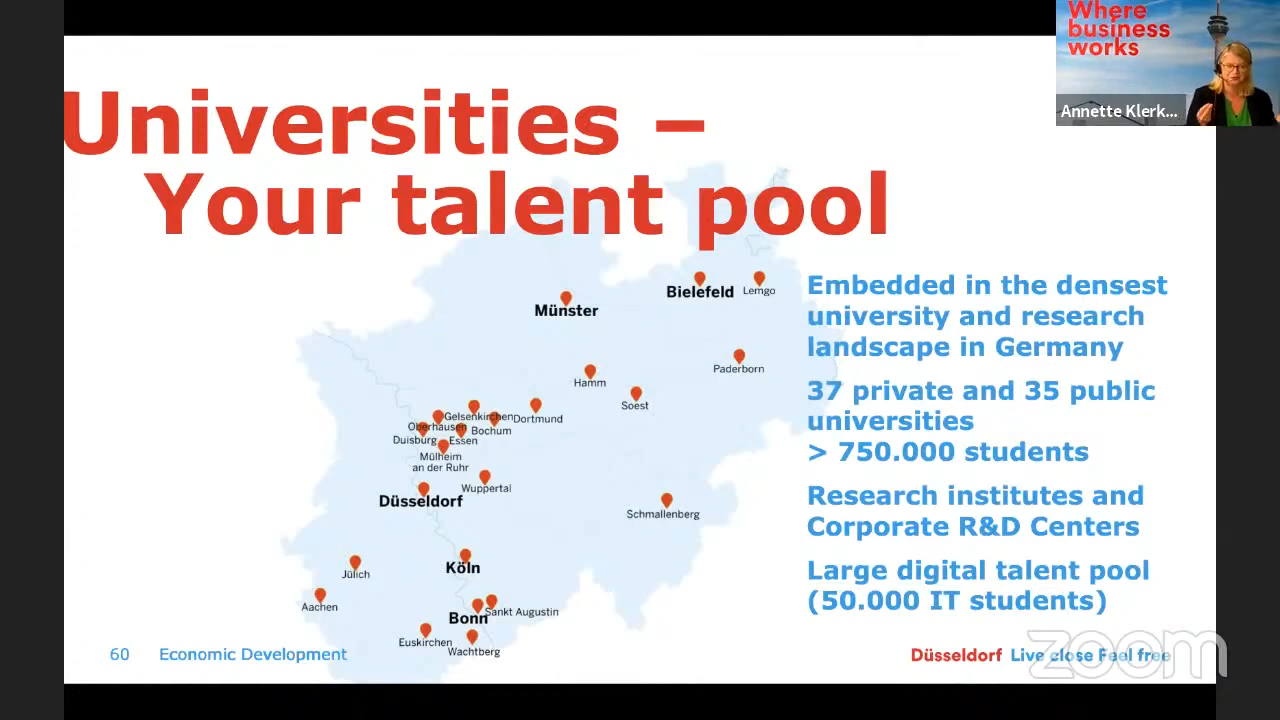 Where
business
works
Annette Klerk...
Universities –
Your talent pool
Embedded in the densest
university and research
landscape in Germany
37 private and 35 public
universities
> 750.000 students
Research institutes and
Corporate R&D Centers
Large digital talent pool
(50.000 IT students)
Bielefeld
Lemgo
Münster
Paderborn
Hamm
Soest
Gelsenkirchen
Dortmund
Oberhausen
Bochum
Duisburg
Essen
Mülheim
an der Ruhr
Wuppertal
Düsseldorf
Schmallenberg
Köln
Jülich
Aachen
Sankt Augustin
Bonn
Euskirchen
Wachtberg
60 Economic Development
Düsseldorf Live close Feel free
zoom